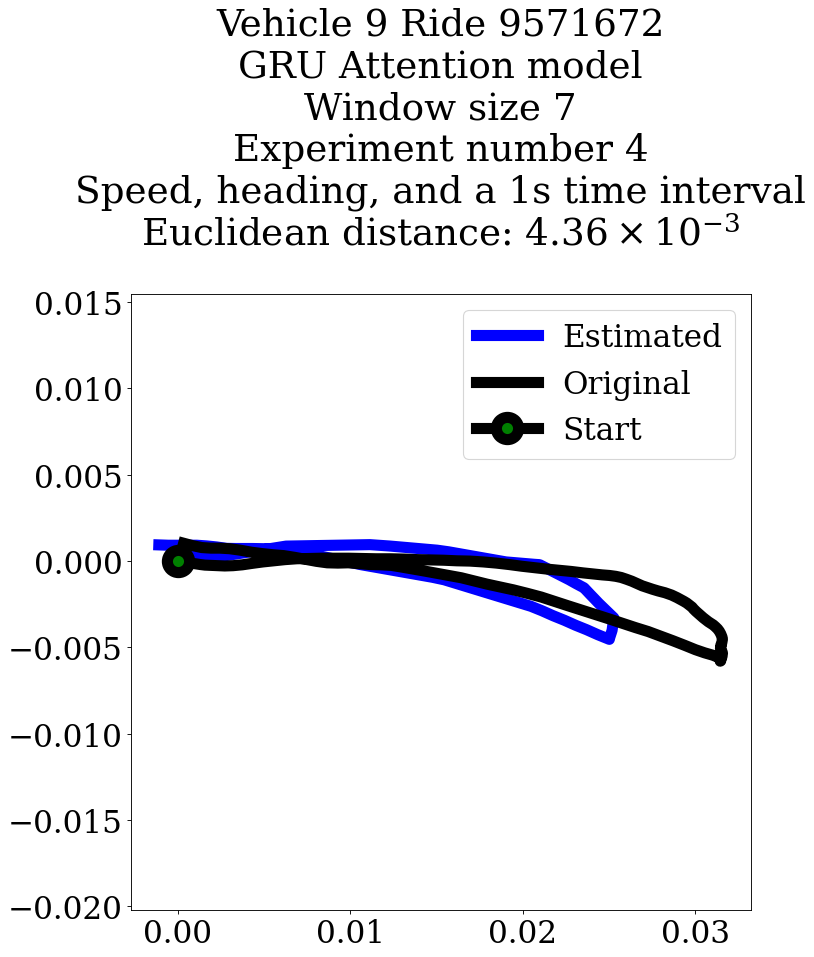 Vehicle 9 Ride 9571672
GRU Attention model
Window size 7
Experiment number 4
Speed, heading, and a 1s time interval
Euclidean distance: 4.36 × 10⁻³
Estimated
Original
Start
0.015
0.010
0.005
0.000
−0.005
−0.010
−0.015
−0.020
0.00 0.01 0.02 0.03